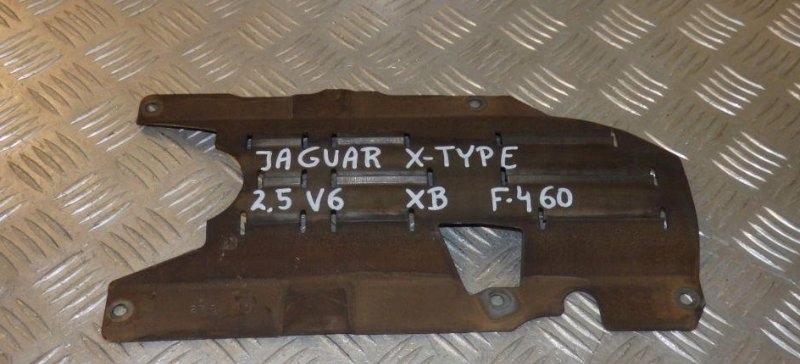 JAGUAR X-TYPE
2.5 V6 XB F.460